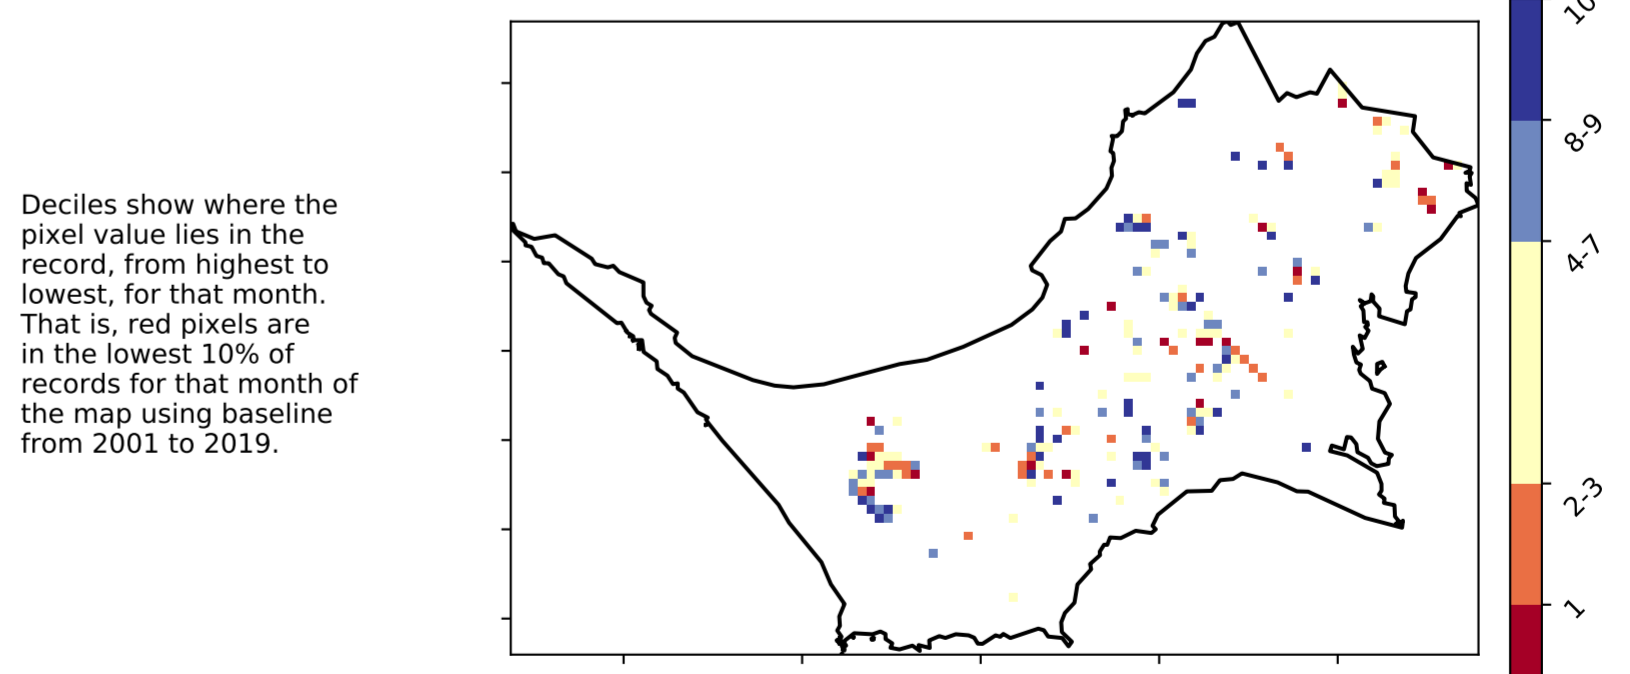 Deciles show where the
pixel value lies in the
record, from highest to
lowest, for that month.
That is, red pixels are
in the lowest 10% of
records for that month of
the map using baseline
from 2001 to 2019.
10
8-9
4-7
2-3
1